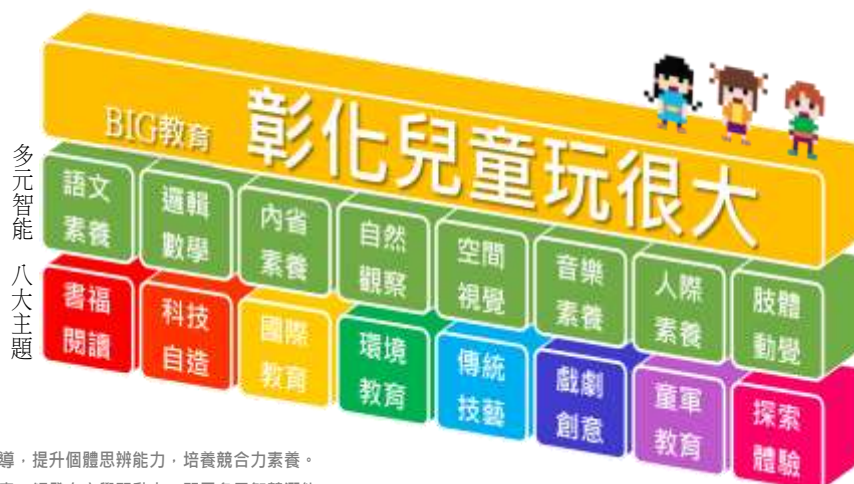 BIG教育 彰化兒童玩很大
多元智能 八大主題
語文
素養
邏輯
數學
內省
素養
自然
觀察
空間
視覺
音樂
素養
人際
素養
肢體
動覺
書福
閱讀
科技
自造
國際
教育
環境
教育
傳統
技藝
戲劇
創意
童軍
教育
探索
體驗
導，提升個體思辨能力，培養競合力素養。